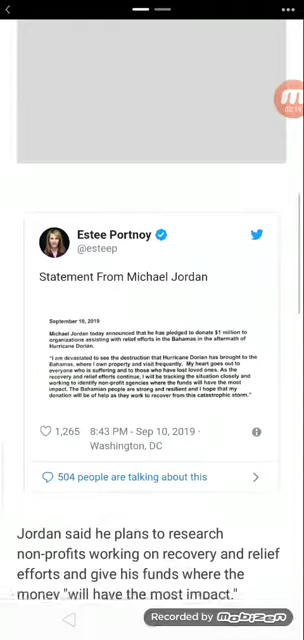 02:14
Estee Portnoy
@esteep
Statement From Michael Jordan
September 10, 2019
Michael Jordan today announced that he has pledged to donate $1 million to
organizations assisting with relief efforts in the Bahamas in the aftermath of
Hurricane Dorian.
"I am devastated to see the destruction that Hurricane Dorian has brought to the
Bahamas, where I own property and visit frequently. My heart goes out to
everyone who is suffering and to those who have lost loved ones. As the
recovery and relief efforts continue, I will be tracking the situation closely and
working to identify non-profit agencies where the funds will have the most
impact. The Bahamian people are strong and resilient and I hope that my
donation will be of help as they work to recover from this catastrophic storm."
1,265 8:43 PM - Sep 10, 2019 ·
Washington, DC
504 people are talking about this
Jordan said he plans to research
non-profits working on recovery and relief
efforts and give his funds where the
money "will have the most impact."
Recorded by mobizen